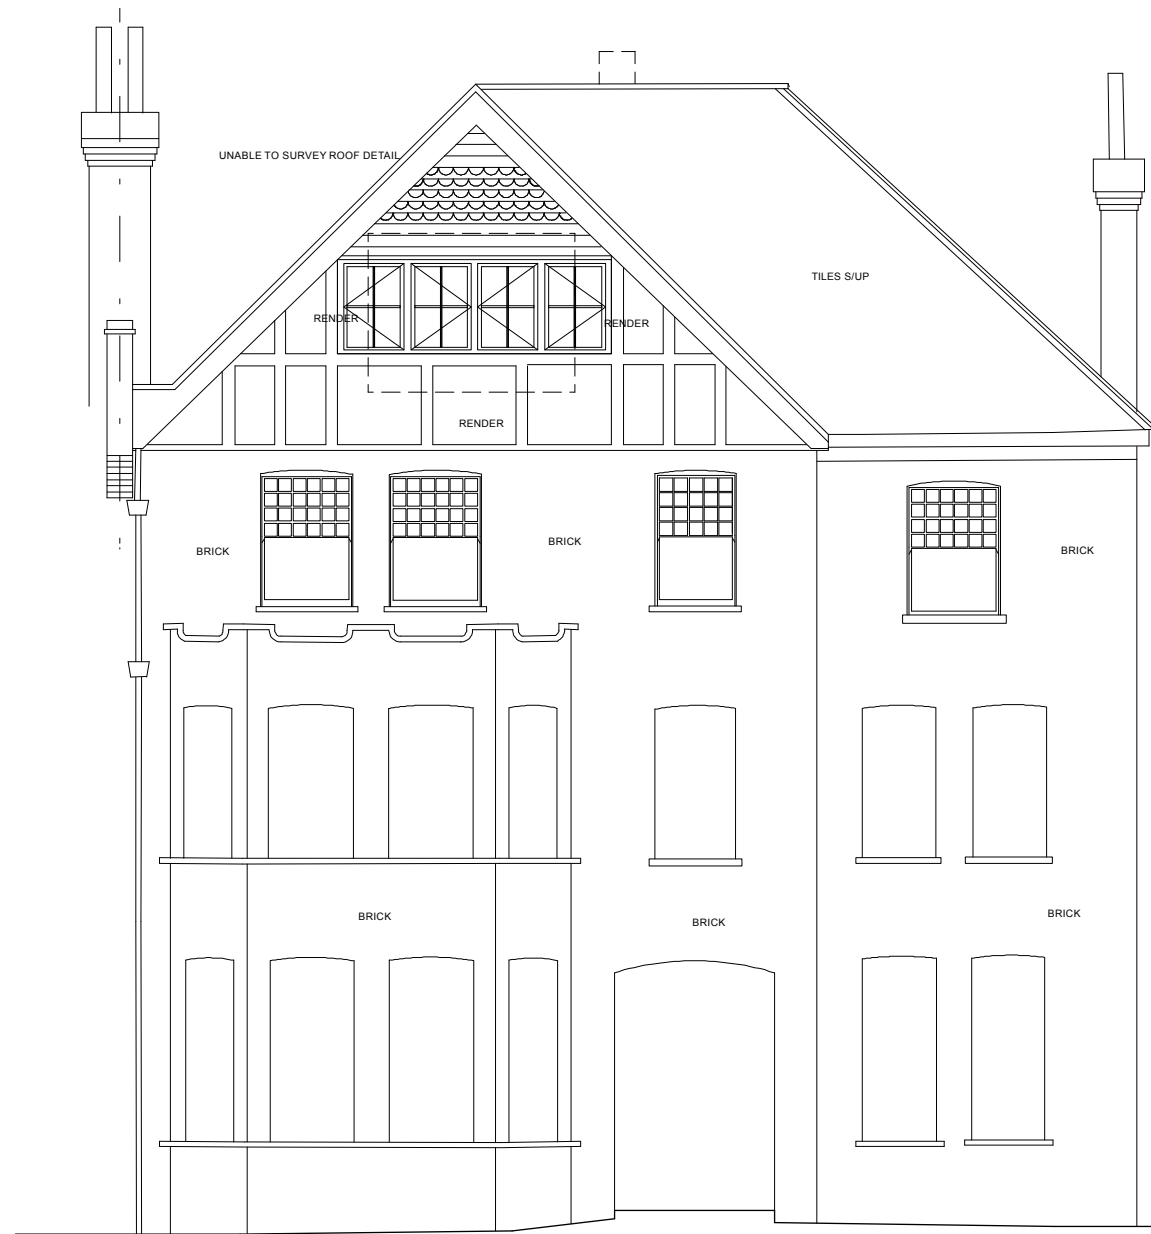 UNABLE TO SURVEY ROOF DETAIL
TILES S/UP
RENDER
RENDER
RENDER
BRICK
BRICK
BRICK
BRICK
BRICK
BRICK